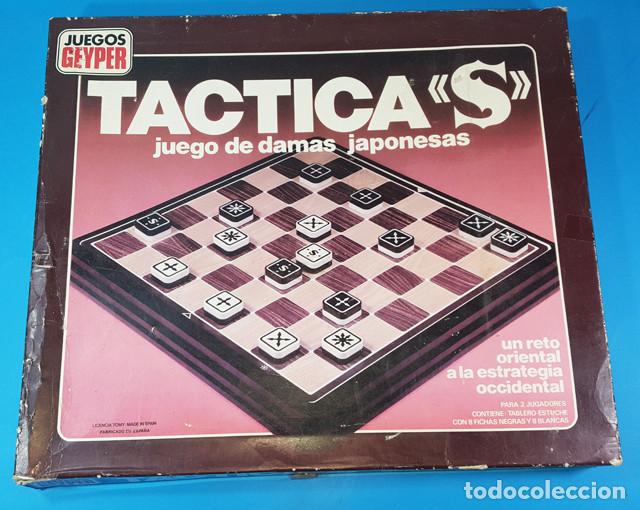 JUEGOS
GEYPER
TACTICA «S»
juego de damas japonesas
un reto
oriental
a la estrategia
occidental
PARA 2 JUGADORES
CONTIENE: TABLERO-ESTUCHE
CON 8 FICHAS NEGRAS Y 8 BLANCAS
LICENCIA TOMY MADE IN SPAIN
FABRICADO EN ESPAÑA
todocoleccion